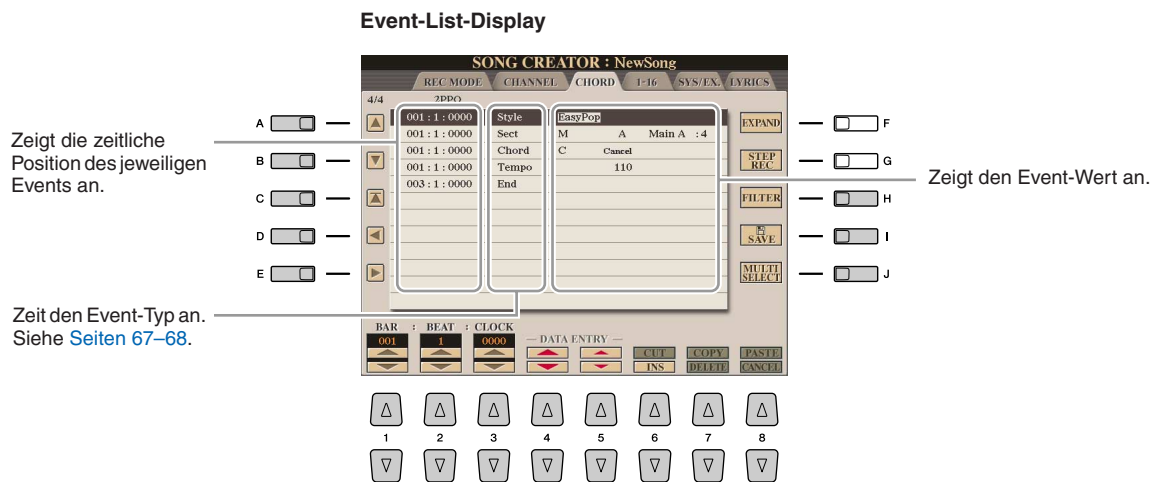 Event-List-Display
SONG CREATOR : NewSong
REC MODE CHANNEL CHORD 1-16 SYS/EX. LYRICS
4/4 2PPQ
001 : 1 : 0000 Style EasyPop
001 : 1 : 0000 Sect M A Main A : 4
001 : 1 : 0000 Chord C Cancel
001 : 1 : 0000 Tempo 110
003 : 1 : 0000 End
A
B
C
D
E
EXPAND
STEP
REC
FILTER
SAVE
MULTI
SELECT
F
G
H
I
J
Zeigt die zeitliche
Position des jeweiligen
Events an.
Zeigt den Event-Wert an.
Zeit den Event-Typ an.
Siehe Seiten 67–68.
BAR : BEAT : CLOCK
001 1 0000
DATA ENTRY
CUT COPY PASTE
INS DELETE CANCEL
1 2 3 4 5 6 7 8